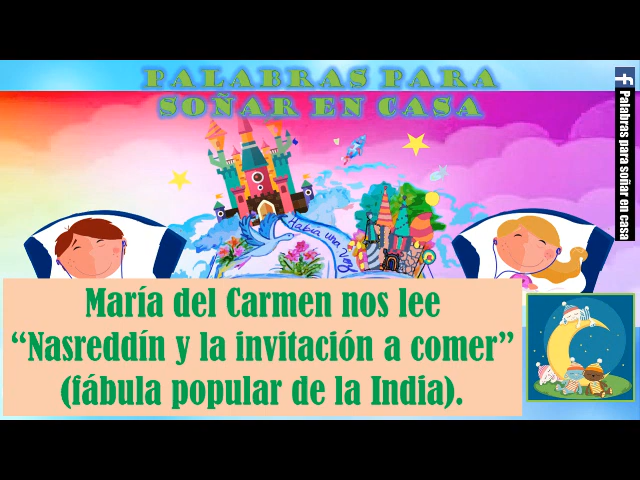 PALABRAS PARA
SOÑAR EN CASA
Palabras para soñar en casa
Había una vez
María del Carmen nos lee
“Nasreddín y la invitación a comer”
(fábula popular de la India).